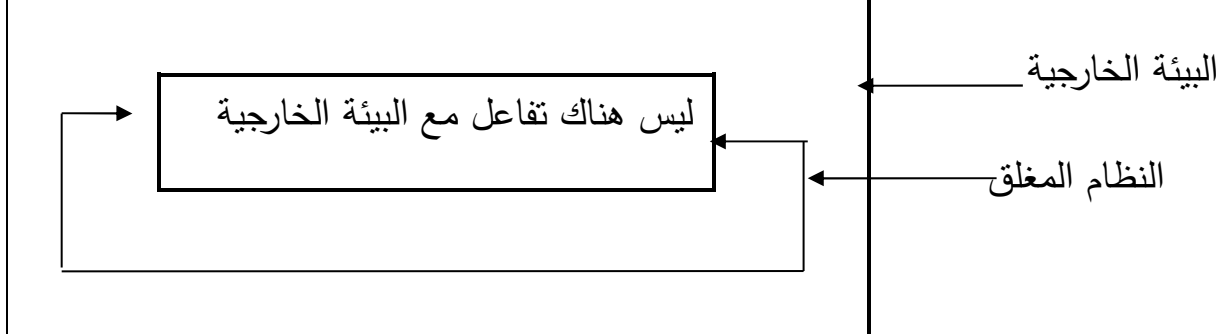 البيئة الخارجية
ليس هناك تفاعل مع البيئة الخارجية
النظام المغلق